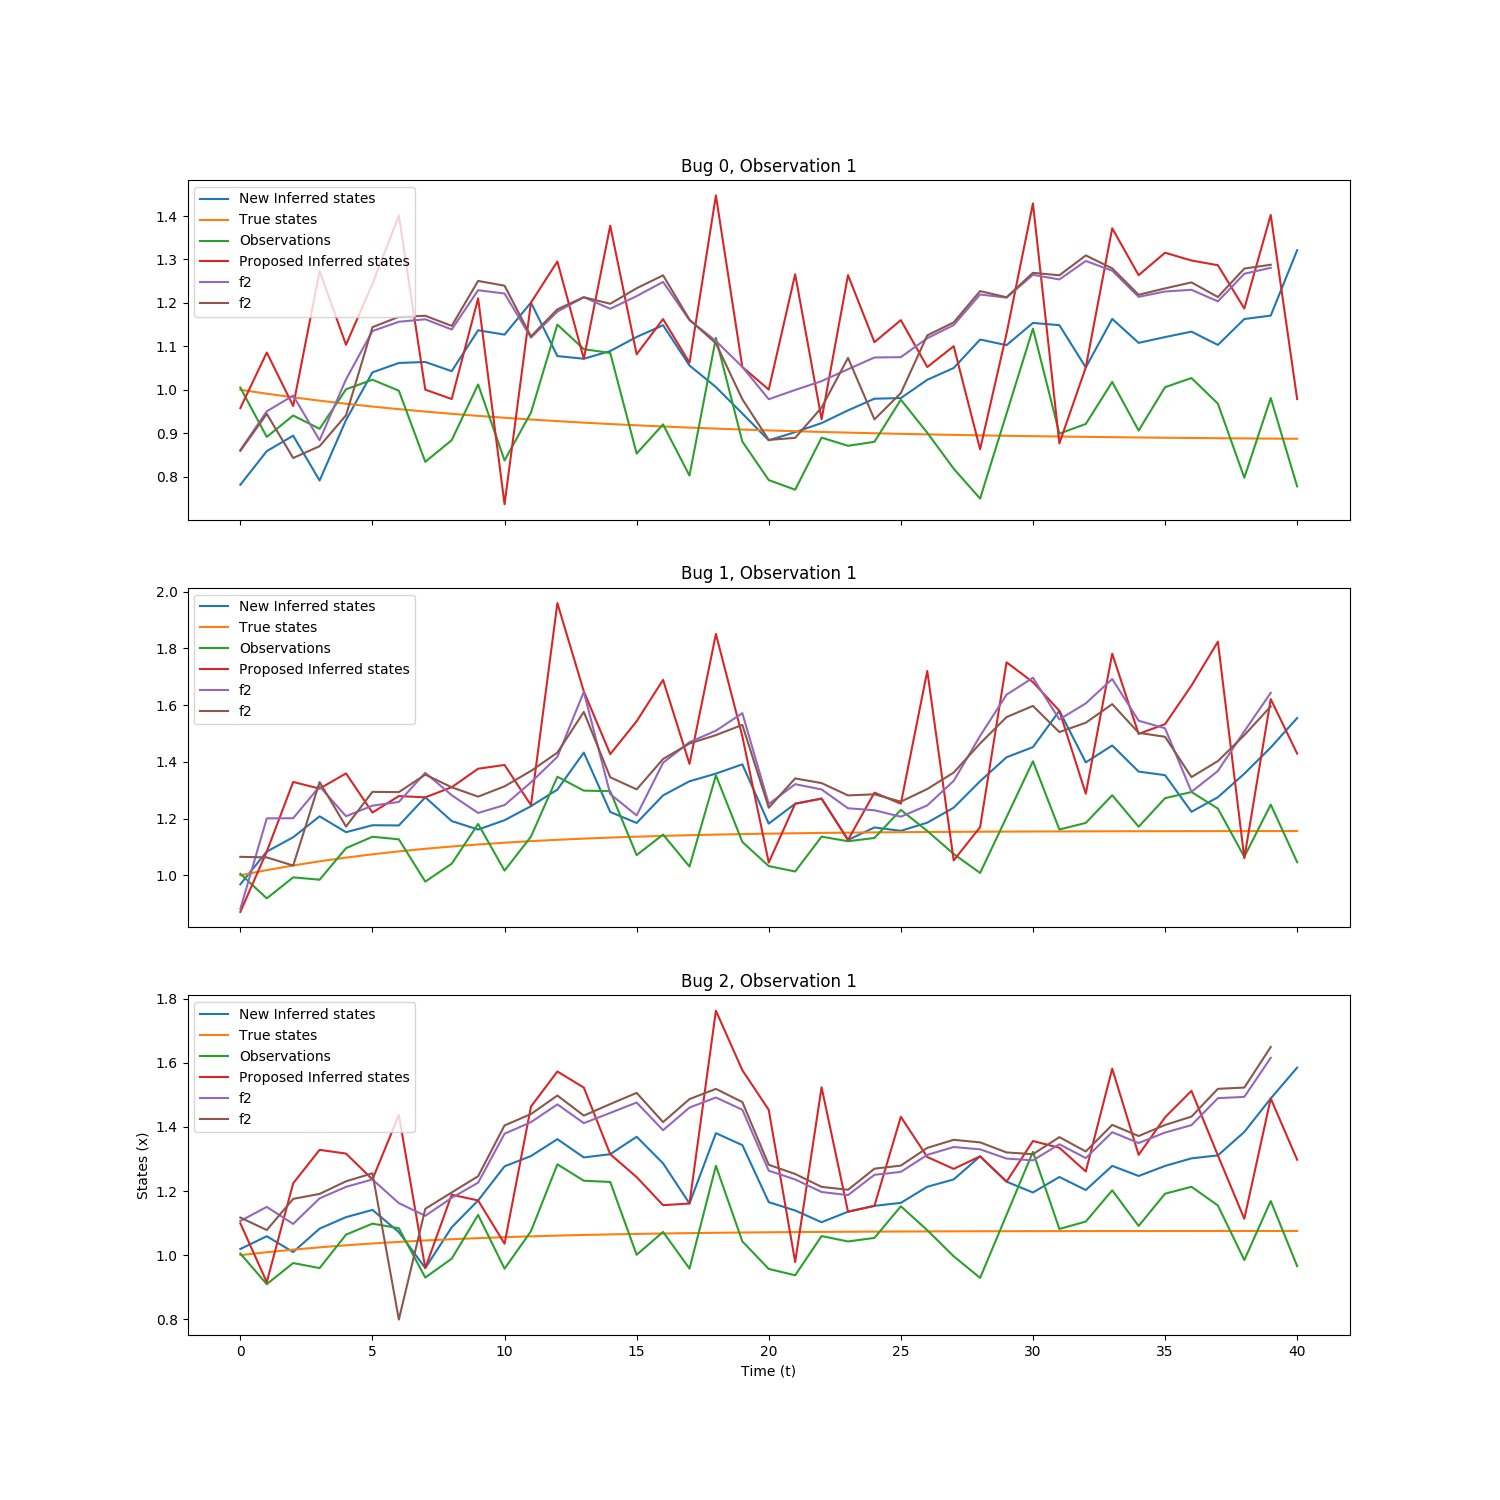 Bug 0, Observation 1
New Inferred states
True states
Observations
Proposed Inferred states
f2
f2
1.4
1.3
1.2
1.1
1.0
0.9
0.8
Bug 1, Observation 1
New Inferred states
True states
Observations
Proposed Inferred states
f2
f2
2.0
1.8
1.6
1.4
1.2
1.0
Bug 2, Observation 1
New Inferred states
True states
Observations
Proposed Inferred states
f2
f2
1.8
1.6
1.4
1.2
1.0
0.8
States (x)
0 5 10 15 20 25 30 35 40
Time (t)